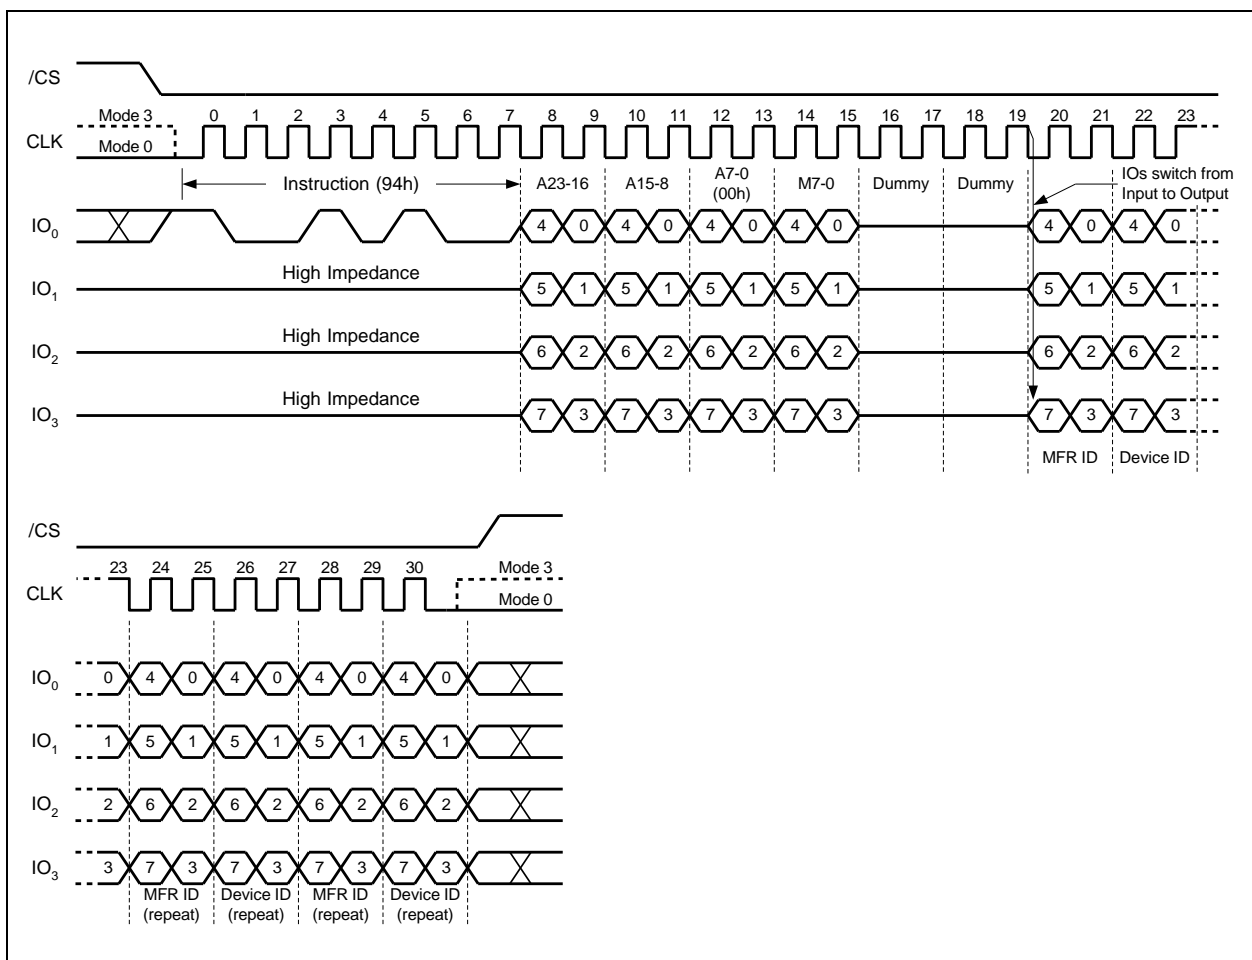 /CS
Mode 3 0 1 2 3 4 5 6 7 8 9 10 11 12 13 14 15 16 17 18 19 20 21 22 23
CLK Mode 0
Instruction (94h) A23-16 A15-8 A7-0 (00h) M7-0 Dummy Dummy IOs switch from Input to Output
IO0 4 0 4 0 4 0 4 0 4 0 4 0
High Impedance
IO1 5 1 5 1 5 1 5 1 5 1 5 1
High Impedance
IO2 6 2 6 2 6 2 6 2 6 2 6 2
High Impedance
IO3 7 3 7 3 7 3 7 3 7 3 7 3
MFR ID Device ID
/CS
23 24 25 26 27 28 29 30 Mode 3
CLK Mode 0
IO0 0 4 0 4 0 4 0 4 0
IO1 1 5 1 5 1 5 1 5 1
IO2 2 6 2 6 2 6 2 6 2
IO3 3 7 3 7 3 7 3 7 3
MFR ID Device ID MFR ID Device ID
(repeat) (repeat) (repeat) (repeat)